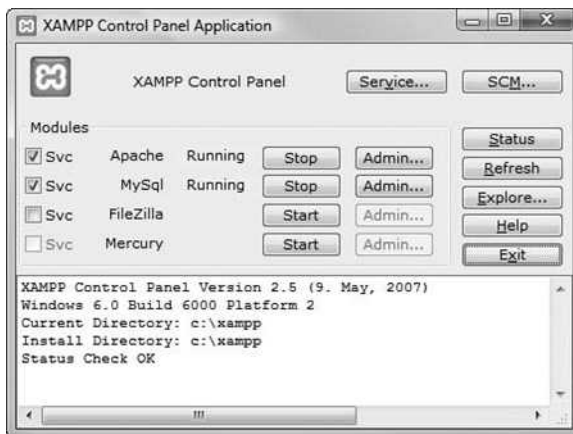 XAMPP Control Panel Application
XAMPP Control Panel Service... SCM...
Modules
Svc Apache Running Stop Admin...
Svc MySql Running Stop Admin...
Svc FileZilla Start Admin...
Svc Mercury Start Admin...
Status
Refresh
Explore...
Help
Exit
XAMPP Control Panel Version 2.5 (9. May, 2007)
Windows 6.0 Build 6000 Platform 2
Current Directory: c:\xampp
Install Directory: c:\xampp
Status Check OK